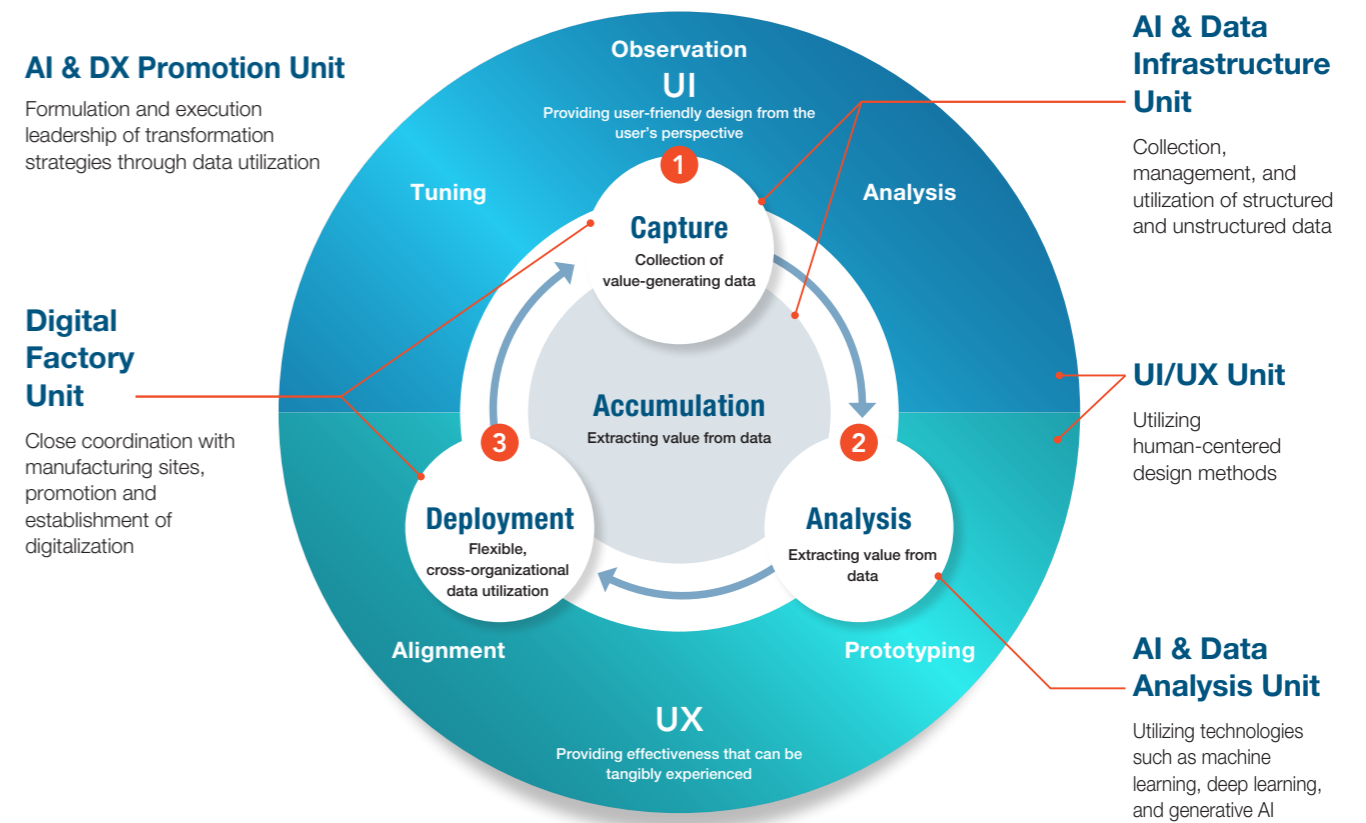 AI & DX Promotion Unit
Formulation and execution
leadership of transformation
strategies through data utilization
Observation
UI
Providing user-friendly design from the
user's perspective
AI & Data
Infrastructure
Unit
Collection,
management, and
utilization of structured
and unstructured data
Tuning
Analysis
1
Capture
Collection of
value-generating data
Digital
Factory
Unit
Close coordination with
manufacturing sites,
promotion and
establishment of
digitalization
Accumulation
Extracting value from data
UI/UX Unit
Utilizing
human-centered
design methods
3
Deployment
Flexible,
cross-organizational
data utilization
2
Analysis
Extracting value from
data
Alignment
Prototyping
UX
Providing effectiveness that can be
tangibly experienced
AI & Data
Analysis Unit
Utilizing technologies
such as machine
learning, deep learning,
and generative AI